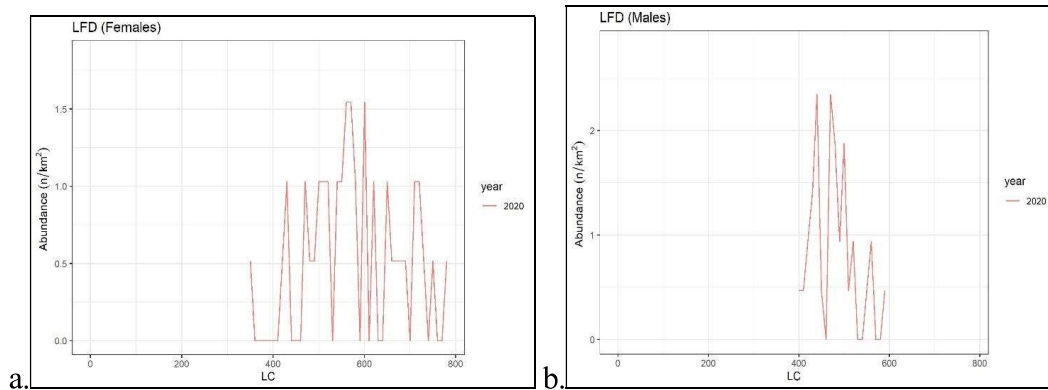 LFD (Females)
1.5
1.0
0.5
0.0
Abundance (n/km²)
0
200
400
600
800
LC
year
2020
a.
LFD (Males)
2
1
0
Abundance (n/km²)
0
200
400
600
800
LC
year
2020
b.